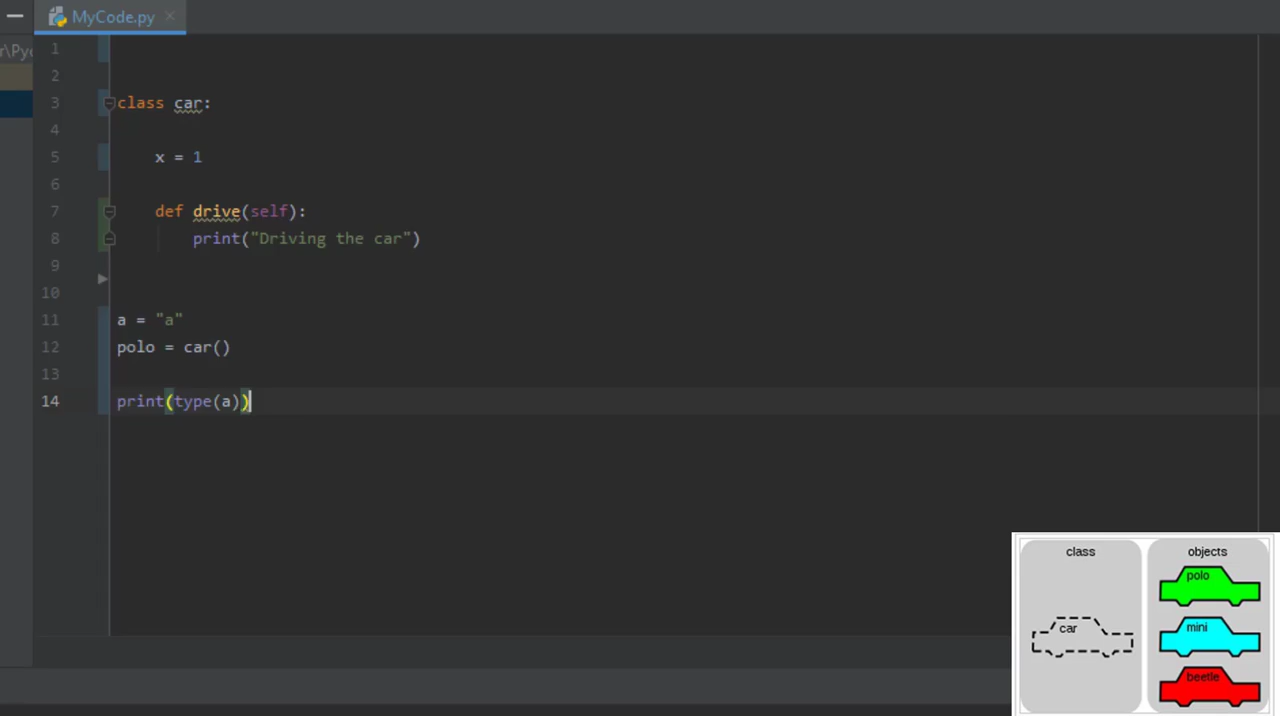 MyCode.py
r\Pyc
1
2
3 class car:
4
5 x = 1
6
7 def drive(self):
8 print("Driving the car")
9
10
11 a = "a"
12 polo = car()
13
14 print(type(a))
class
car
objects
polo
mini
beetle